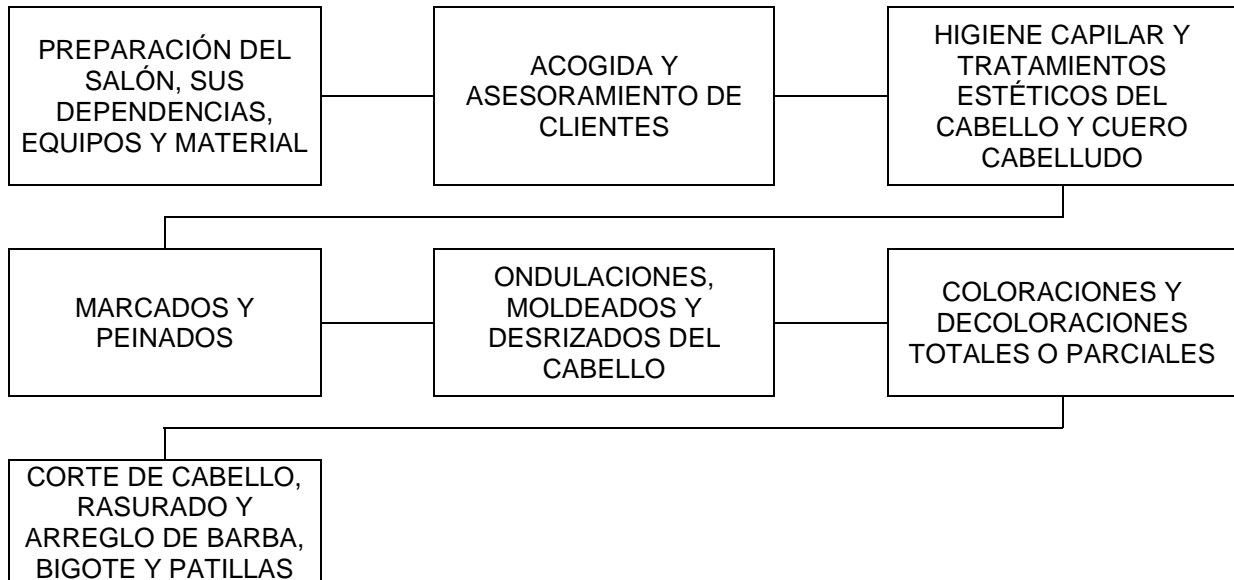 PREPARACIÓN DEL
SALÓN, SUS
DEPENDENCIAS,
EQUIPOS Y MATERIAL
ACOGIDA Y
ASESORAMIENTO DE
CLIENTES
HIGIENE CAPILAR Y
TRATAMIENTOS
ESTÉTICOS DEL
CABELLO Y CUERO
CABELLUDO
MARCADOS Y
PEINADOS
ONDULACIONES,
MOLDEADOS Y
DESRIZADOS DEL
CABELLO
COLORACIONES Y
DECOLORACIONES
TOTALES O PARCIALES
CORTE DE CABELLO,
RASURADO Y
ARREGLO DE BARBA,
BIGOTE Y PATILLAS